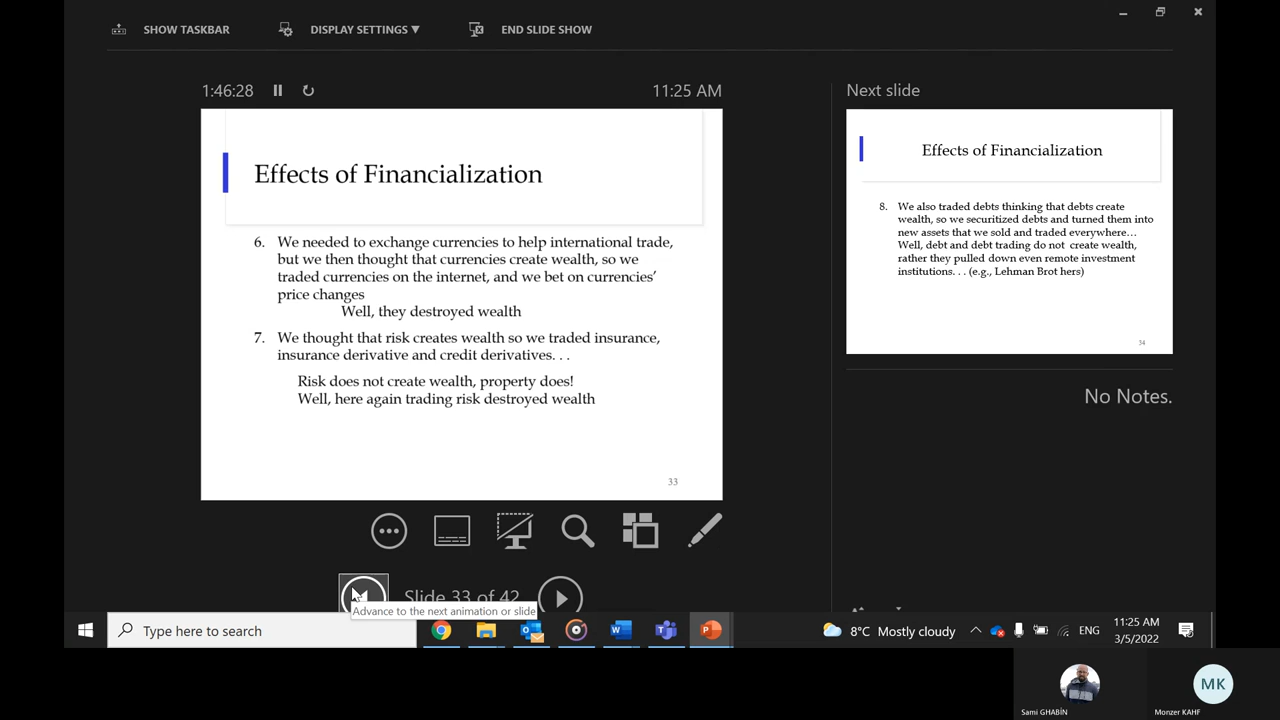 SHOW TASKBAR
DISPLAY SETTINGS ▼
END SLIDE SHOW
1:46:28
11:25 AM
Effects of Financialization
6. We needed to exchange currencies to help international trade,
but we then thought that currencies create wealth, so we
traded currencies on the internet, and we bet on currencies’
price changes
Well, they destroyed wealth
7. We thought that risk creates wealth so we traded insurance,
insurance derivative and credit derivatives. . .
Risk does not create wealth, property does!
Well, here again trading risk destroyed wealth
33
Next slide
Effects of Financialization
8. We also traded debts thinking that debts create
wealth, so we securitized debts and turned them into
new assets that we sold and traded everywhere…
Well, debt and debt trading do not create wealth,
rather they pulled down even remote investment
institutions. . . (e.g., Lehman Brot hers)
34
No Notes.
Slide 33 of 42
Advance to the next animation or slide
Type here to search
8°C Mostly cloudy
ENG
11:25 AM
3/5/2022
MK
Sami GHABİN
Monzer KAHF